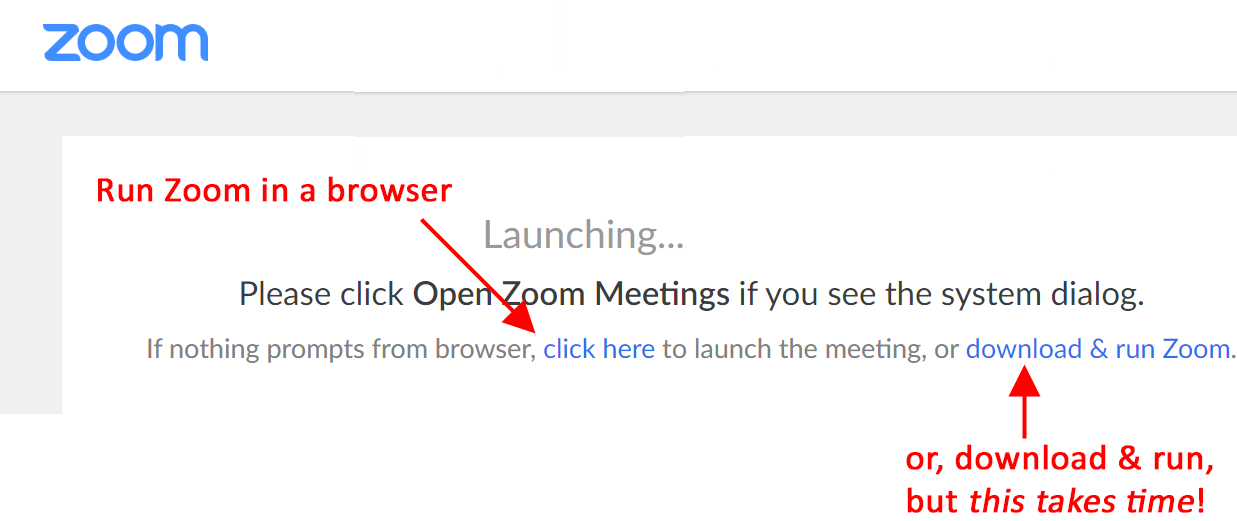 zoom
Run Zoom in a browser
Launching...
Please click Open Zoom Meetings if you see the system dialog.
If nothing prompts from browser, click here to launch the meeting, or download & run Zoom.
or, download & run,
but this takes time!